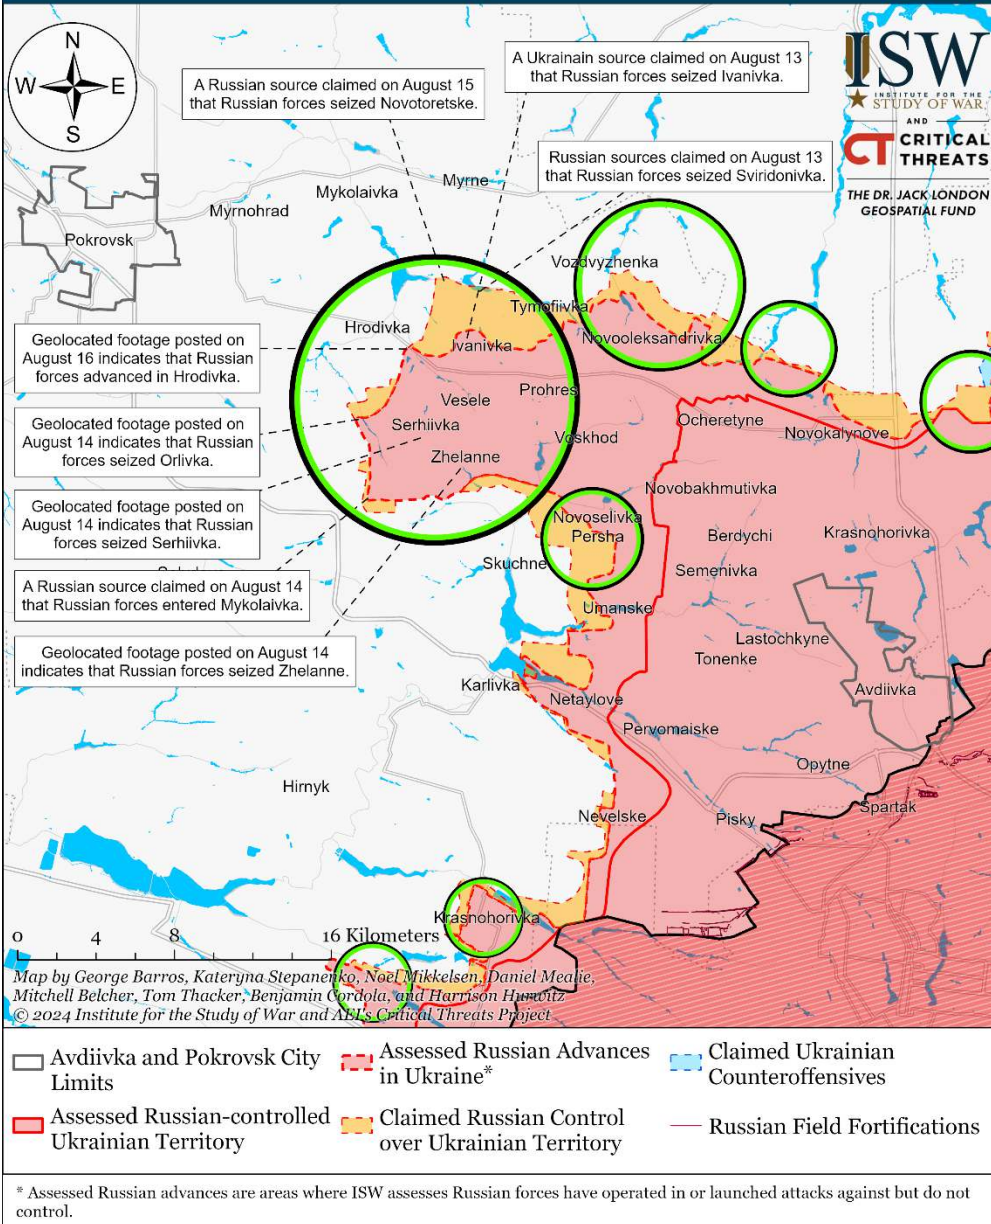 N
W
E
S
A Russian source claimed on August 15
that Russian forces seized Novotoretske.
A Ukrainain source claimed on August 13
that Russian forces seized Ivanivka.
Russian sources claimed on August 13
that Russian forces seized Sviridonivka.
ISW
INSTITUTE FOR THE
STUDY OF WAR
AND
CT CRITICAL
THREATS
THE DR. JACK LONDON
GEOSPATIAL FUND
Myrne
Mykolaivka
Myrnohrad
Pokrovsk
Vozdvyzhenka
Tymofiivka
Hrodivka
Ivanivka
Novooleksandrivka
Geolocated footage posted on
August 16 indicates that Russian
forces advanced in Hrodivka.
Prohres
Vesele
Serhiivka
Ocheretyne
Novokalynove
Voskhod
Zhelanne
Geolocated footage posted on
August 14 indicates that Russian
forces seized Orlivka.
Novobakhmutivka
Geolocated footage posted on
August 14 indicates that Russian
forces seized Serhiivka.
Novoselivka
Persha
Berdychi
Krasnohorivka
Skuchne
Semenivka
A Russian source claimed on August 14
that Russian forces entered Mykolaivka.
Umanske
Lastochkyne
Tonenke
Geolocated footage posted on August 14
indicates that Russian forces seized Zhelanne.
Karlivka
Netaylove
Avdiivka
Pervomaiske
Opytne
Hirnyk
Nevelske
Pisky
Spartak
Krasnohorivka
0 4 8 16 Kilometers
Map by George Barros, Kateryna Stepanenko, Noel Mikkelsen, Daniel Mealie,
Mitchell Belcher, Tom Thacker, Benjamin Cordola, and Harrison Hurwitz
© 2024 Institute for the Study of War and AEI's Critical Threats Project
Avdiivka and Pokrovsk City
Limits
Assessed Russian Advances
in Ukraine*
Claimed Ukrainian
Counteroffensives
Assessed Russian-controlled
Ukrainian Territory
Claimed Russian Control
over Ukrainian Territory
Russian Field Fortifications
* Assessed Russian advances are areas where ISW assesses Russian forces have operated in or launched attacks against but do not
control.